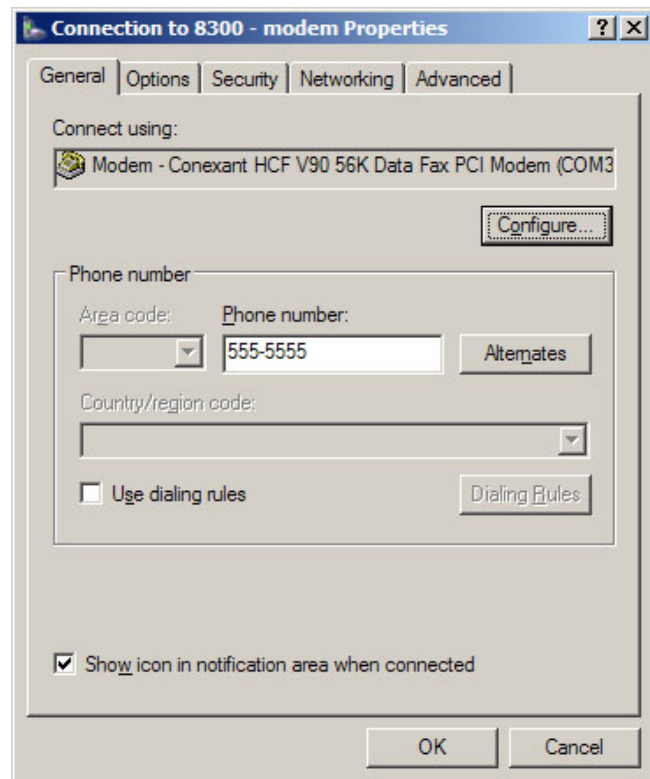 Connection to 8300 - modem Properties
General Options Security Networking Advanced
Connect using:
Modem - Conexant HCF V90 56K Data Fax PCI Modem (COM3
Configure...
Phone number
Area code: Phone number:
555-5555 Alternates
Country/region code:
Use dialing rules Dialing Rules
Show icon in notification area when connected
OK Cancel